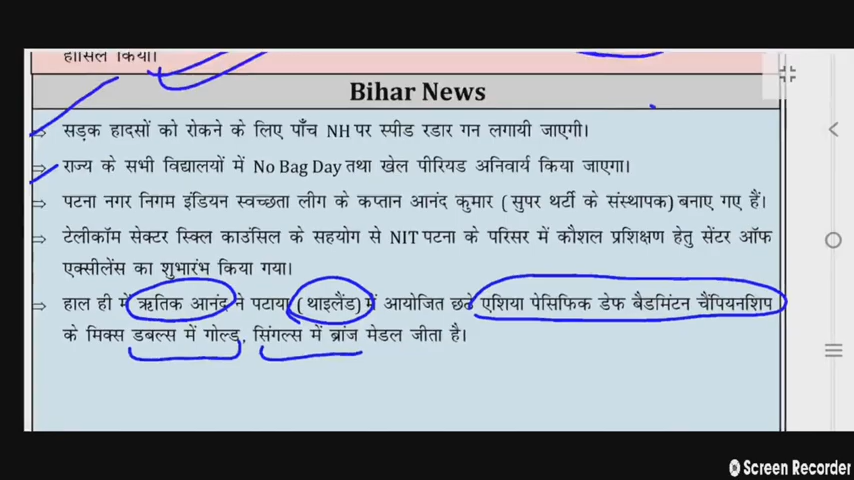 हासिल किया।
Bihar News
⇒ सड़क हादसों को रोकने के लिए पाँच NH पर स्पीड रडार गन लगायी जाएगी।
⇒ राज्य के सभी विद्यालयों में No Bag Day तथा खेल पीरियड अनिवार्य किया जाएगा।
⇒ पटना नगर निगम इंडियन स्वच्छता लीग के कप्तान आनंद कुमार ( सुपर थर्टी के संस्थापक) बनाए गए हैं।
⇒ टेलीकॉम सेक्टर स्किल काउंसिल के सहयोग से NIT पटना के परिसर में कौशल प्रशिक्षण हेतु सेंटर ऑफ
एक्सीलेंस का शुभारंभ किया गया।
⇒ हाल ही में ऋतिक आनंद ने पटाया (थाइलैंड) में आयोजित छठे एशिया पेसिफिक डेफ बैडमिंटन चैंपियनशिप
के मिक्स डबल्स में गोल्ड, सिंगल्स में ब्रांज मेडल जीता है।
Screen Recorder